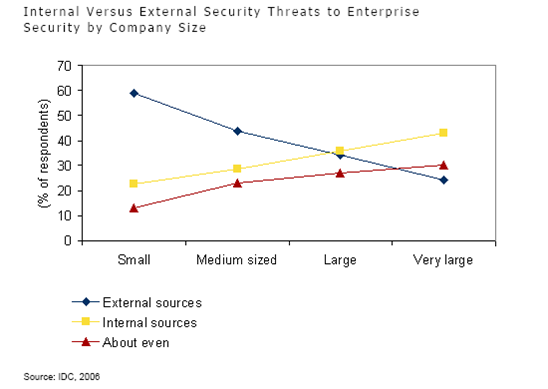 Internal Versus External Security Threats to Enterprise
Security by Company Size
(% of respondents)
70
60
50
40
30
20
10
0
Small Medium sized Large Very large
External sources
Internal sources
About even
Source: IDC, 2006